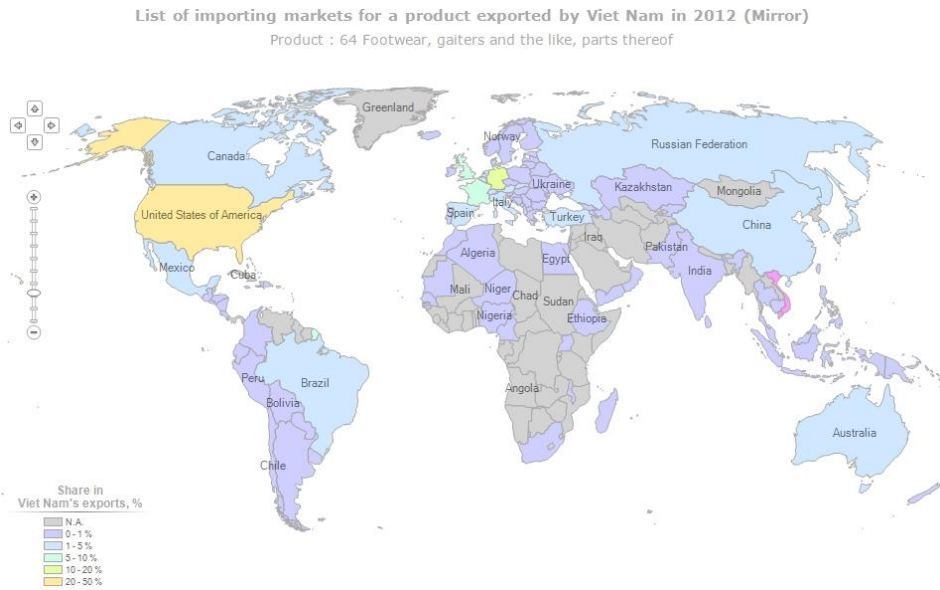 List of importing markets for a product exported by Viet Nam in 2012 (Mirror)
Product : 64 Footwear, gaiters and the like, parts thereof
Greenland
Norway
Russian Federation
Canada
Ukraine
Kazakhstan
Mongolia
United States of America
Spain
Italy
Turkey
China
Iraq
Pakistan
Mexico
Cuba
Algeria
Egypt
India
Mali
Niger
Chad
Sudan
Nigeria
Ethiopia
Peru
Brazil
Angola
Bolivia
Australia
Chile
Share in
Viet Nam's exports, %
N.A.
0 - 1 %
1 - 5 %
5 - 10 %
10 - 20 %
20 - 50 %